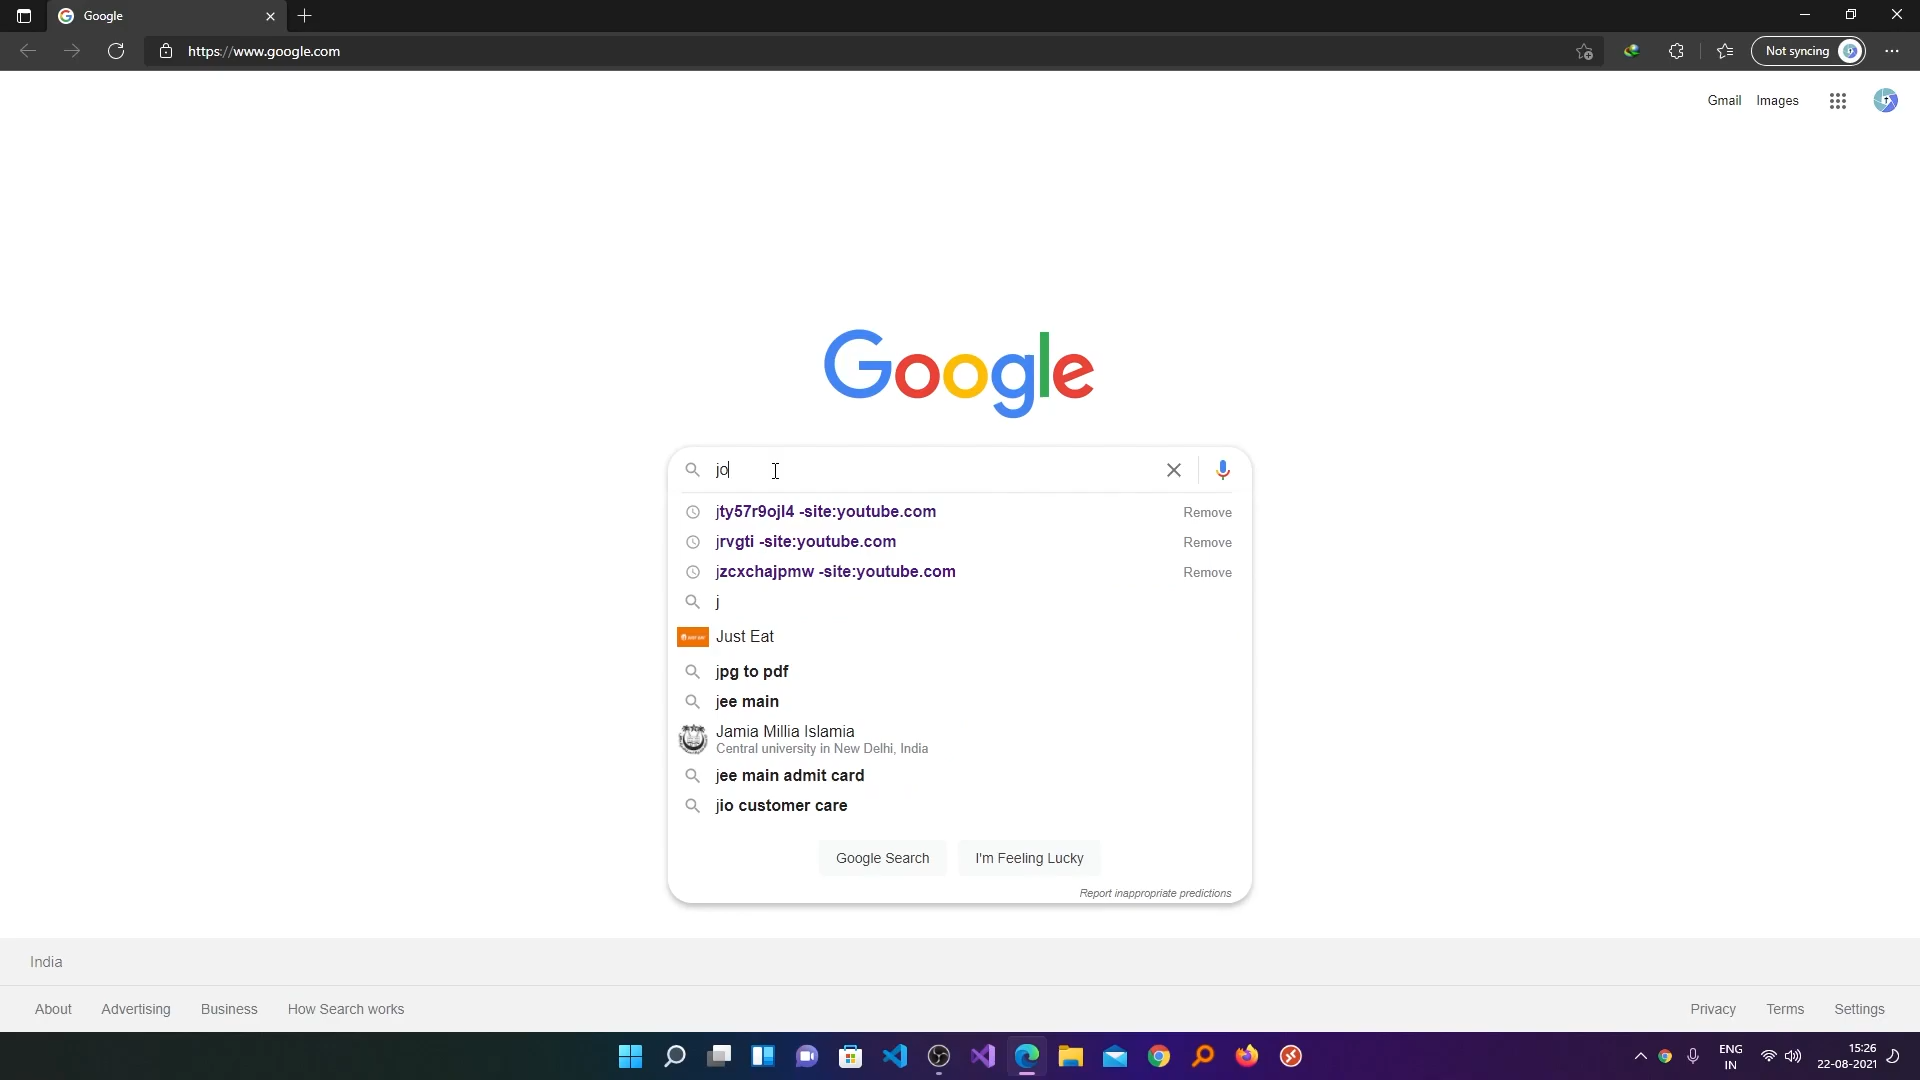 Google
https://www.google.com
Not syncing
Gmail Images
Google
jo
jty57r9ojl4 -site:youtube.com Remove
jrvgti -site:youtube.com Remove
jzcxchajpmw -site:youtube.com Remove
j
Just Eat
jpg to pdf
jee main
Jamia Millia Islamia
Central university in New Delhi, India
jee main admit card
jio customer care
Google Search I'm Feeling Lucky
Report inappropriate predictions
India
About Advertising Business How Search works Privacy Terms Settings
ENG 15:26
IN 22-08-2021